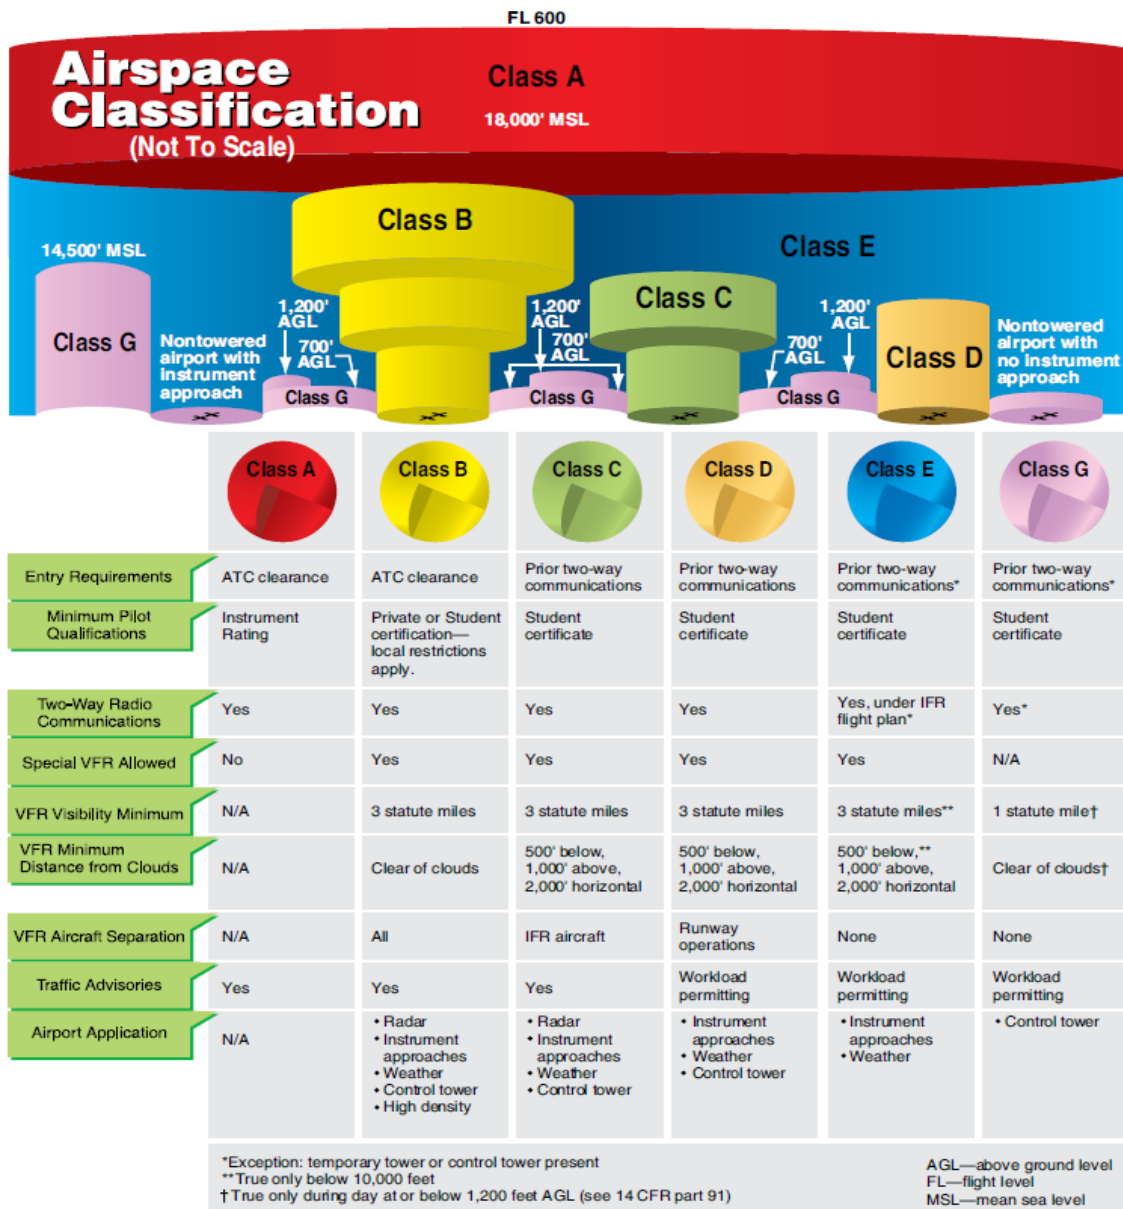 FL 600
Airspace
Classification
(Not To Scale)
Class A
18,000' MSL
Class B
Class E
14,500' MSL
Class C
1,200'
AGL
1,200'
AGL
1,200'
AGL
Class G
Nontowered
airport with
instrument
approach
700'
AGL
700'
AGL
700'
AGL
Class D
Nontowered
airport with
no instrument
approach
Class G
Class G
Class G
Class A
Class B
Class C
Class D
Class E
Class G
Entry Requirements
ATC clearance
ATC clearance
Prior two-way
communications
Prior two-way
communications
Prior two-way
communications*
Prior two-way
communications*
Minimum Pilot
Qualifications
Instrument
Rating
Private or Student
certification—
local restrictions
apply.
Student
certificate
Student
certificate
Student
certificate
Student
certificate
Two-Way Radio
Communications
Yes
Yes
Yes
Yes
Yes, under IFR
flight plan*
Yes*
Special VFR Allowed
No
Yes
Yes
Yes
Yes
N/A
VFR Visibility Minimum
N/A
3 statute miles
3 statute miles
3 statute miles
3 statute miles**
1 statute mile†
VFR Minimum
Distance from Clouds
N/A
Clear of clouds
500' below,
1,000' above,
2,000' horizontal
500' below,
1,000' above,
2,000' horizontal
500' below,**
1,000' above,
2,000' horizontal
Clear of clouds†
VFR Aircraft Separation
N/A
All
IFR aircraft
Runway
operations
None
None
Traffic Advisories
Yes
Yes
Yes
Workload
permitting
Workload
permitting
Workload
permitting
Airport Application
N/A
• Radar
• Instrument
approaches
• Weather
• Control tower
• High density
• Radar
• Instrument
approaches
• Weather
• Control tower
• Instrument
approaches
• Weather
• Control tower
• Instrument
approaches
• Weather
• Control tower
*Exception: temporary tower or control tower present
**True only below 10,000 feet
† True only during day at or below 1,200 feet AGL (see 14 CFR part 91)
AGL—above ground level
FL—flight level
MSL—mean sea level